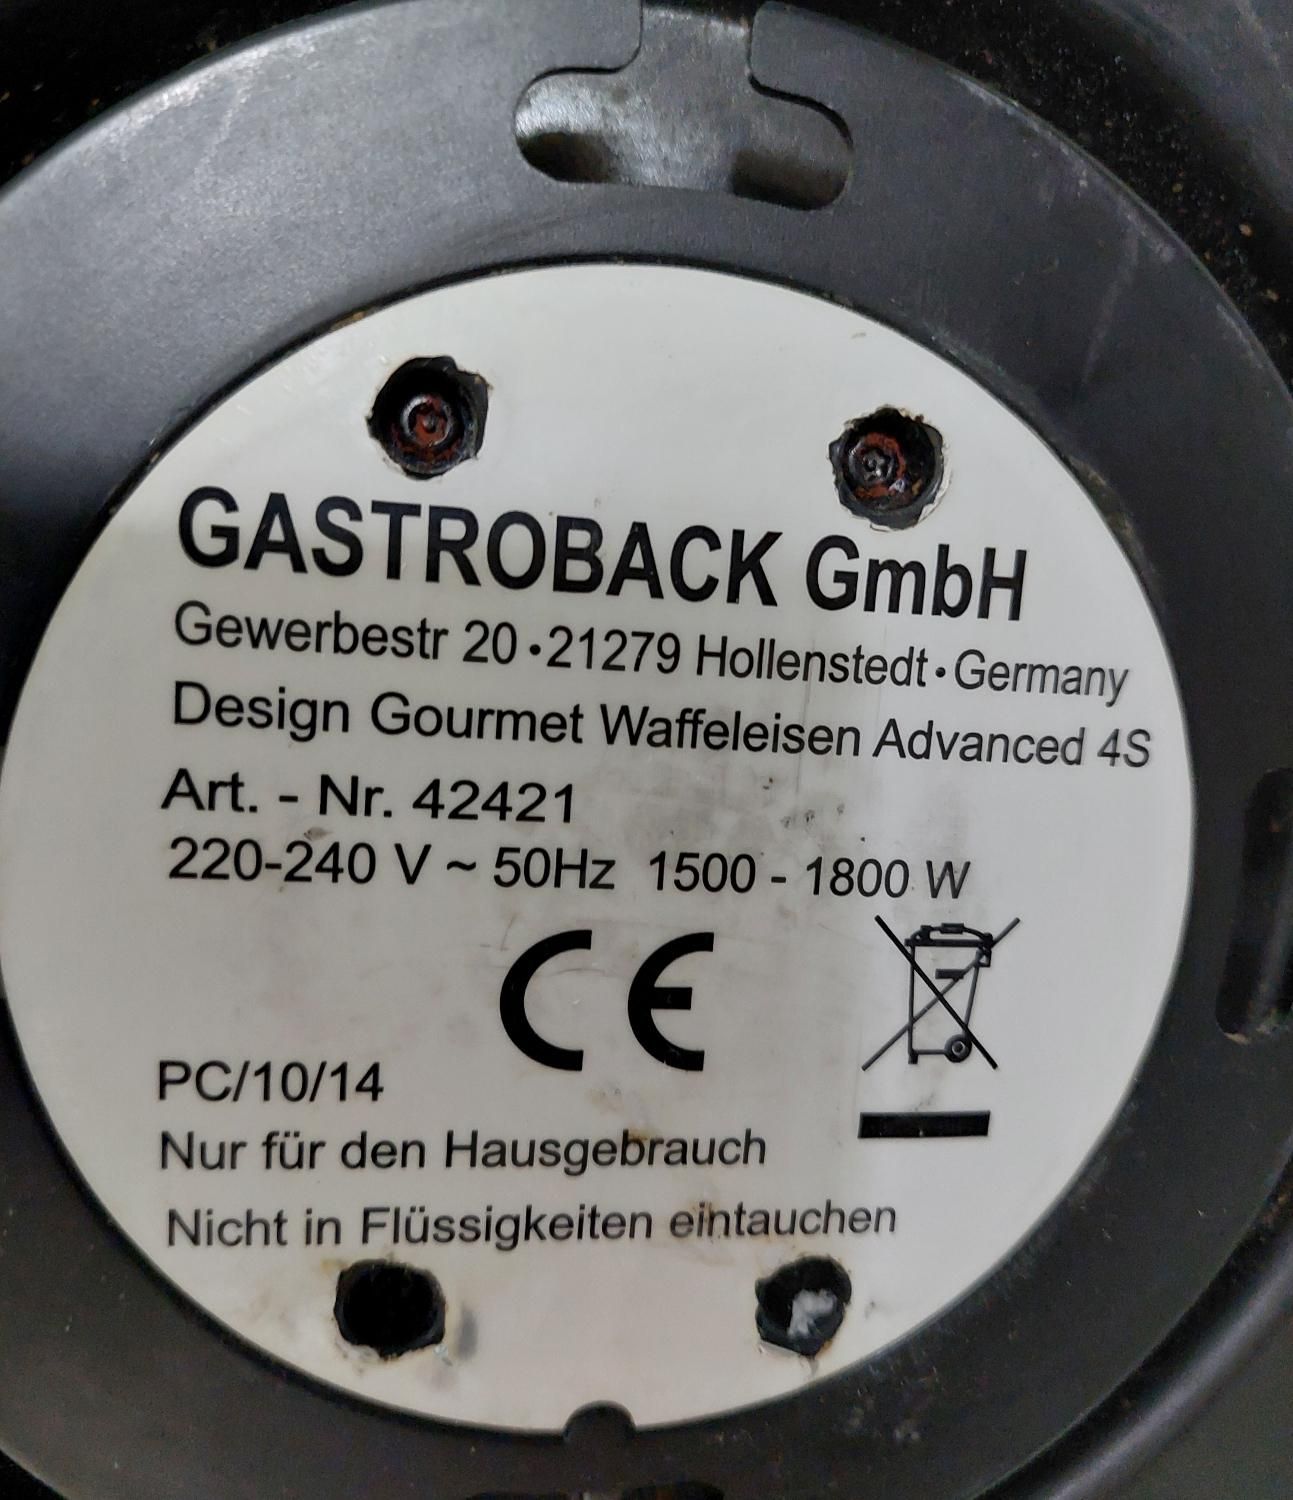 GASTROBACK GmbH
Gewerbestr 20 • 21279 Hollenstedt • Germany
Design Gourmet Waffeleisen Advanced 4S
Art. - Nr. 42421
220-240 V ~ 50Hz 1500 - 1800 W
CE
PC/10/14
Nur für den Hausgebrauch
Nicht in Flüssigkeiten eintauchen